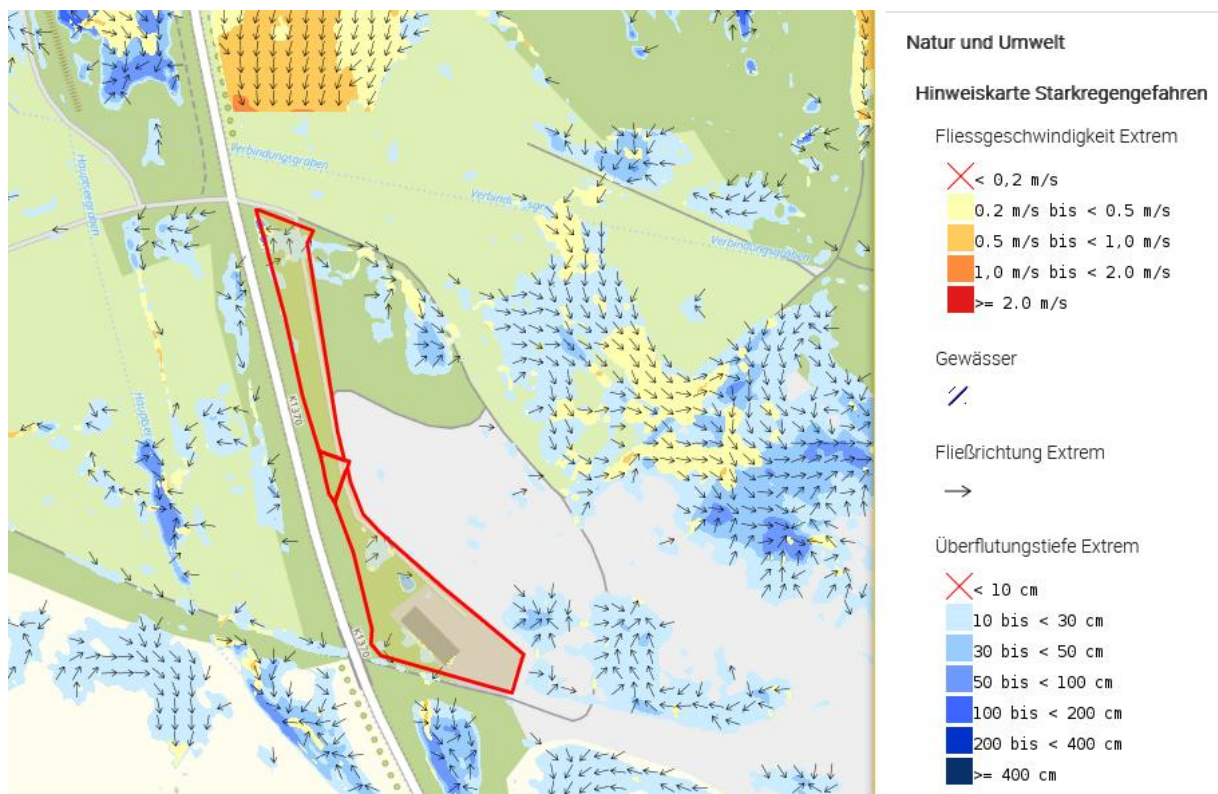 Verbindungsgraben
Verbindungsgraben
K1370
K1370
Natur und Umwelt
Hinweiskarte Starkregengefahren
Fliessgeschwindigkeit Extrem
< 0,2 m/s
0.2 m/s bis < 0.5 m/s
0.5 m/s bis < 1,0 m/s
1,0 m/s bis < 2.0 m/s
>= 2.0 m/s
Gewässer
Fließrichtung Extrem
Überflutungstiefe Extrem
< 10 cm
10 bis < 30 cm
30 bis < 50 cm
50 bis < 100 cm
100 bis < 200 cm
200 bis < 400 cm
>= 400 cm